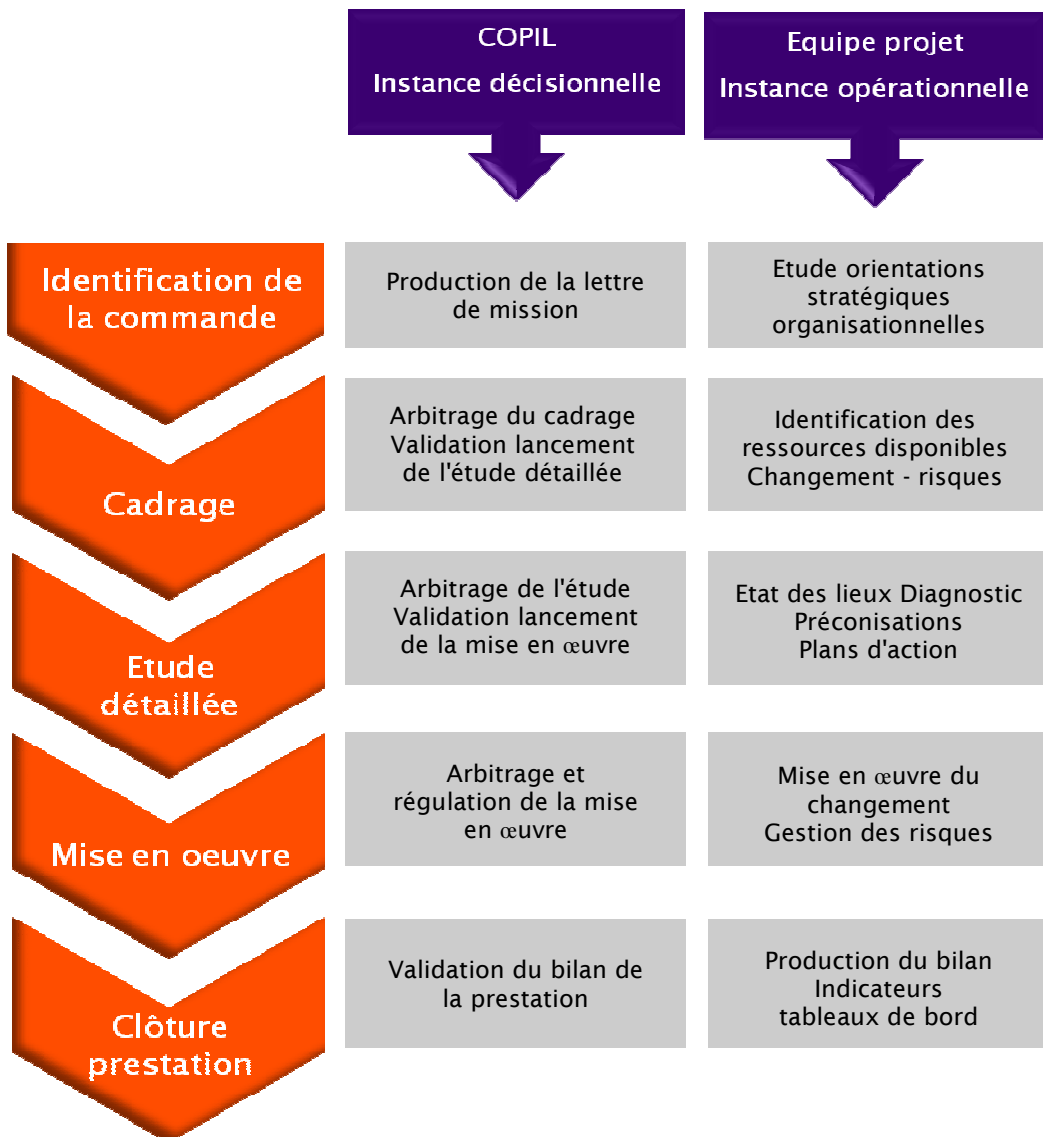 COPIL
Instance décisionnelle
Equipe projet
Instance opérationnelle
Identification de
la commande
Production de la lettre
de mission
Etude orientations
stratégiques
organisationnelles
Cadrage
Arbitrage du cadrage
Validation lancement
de l'étude détaillée
Identification des
ressources disponibles
Changement - risques
Etude
détaillée
Arbitrage de l'étude
Validation lancement
de la mise en œuvre
Etat des lieux Diagnostic
Préconisations
Plans d'action
Mise en oeuvre
Arbitrage et
régulation de la mise
en œuvre
Mise en œuvre du
changement
Gestion des risques
Clôture
prestation
Validation du bilan de
la prestation
Production du bilan
Indicateurs
tableaux de bord